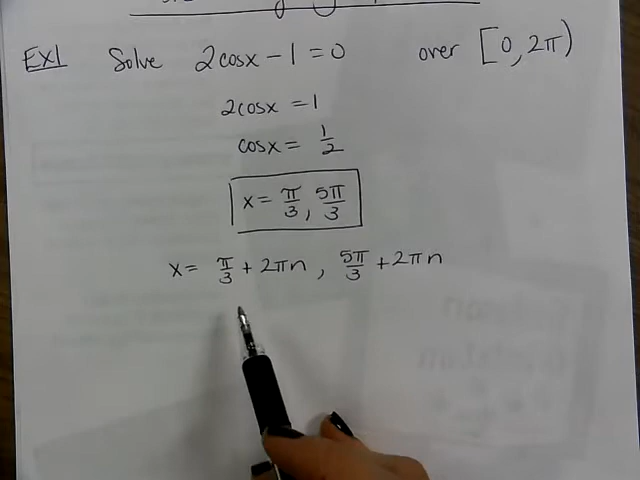 Ex1 Solve 2cosx - 1 = 0 over [0, 2π)
2cosx = 1
cosx = 1/2
x = π/3, 5π/3
x = π/3 + 2πn, 5π/3 + 2πn